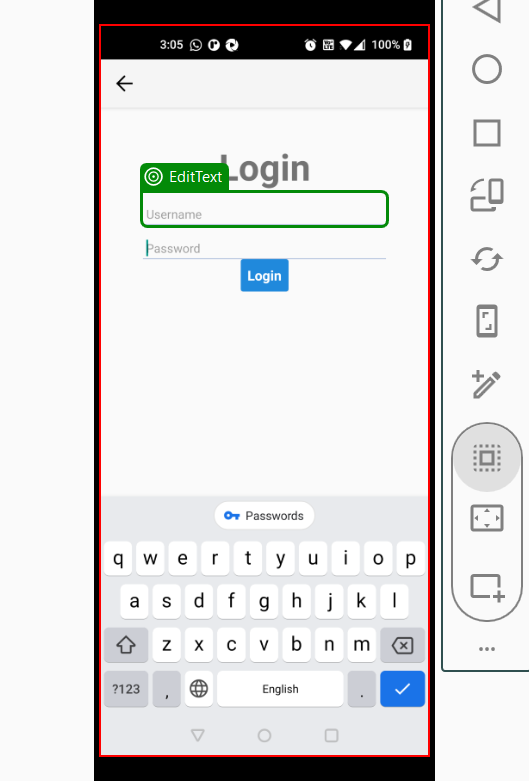 3:05 100%
EditText
Login
Username
Password
Login
Passwords
q w e r t y u i o p
a s d f g h j k l
z x c v b n m
?123 , English .